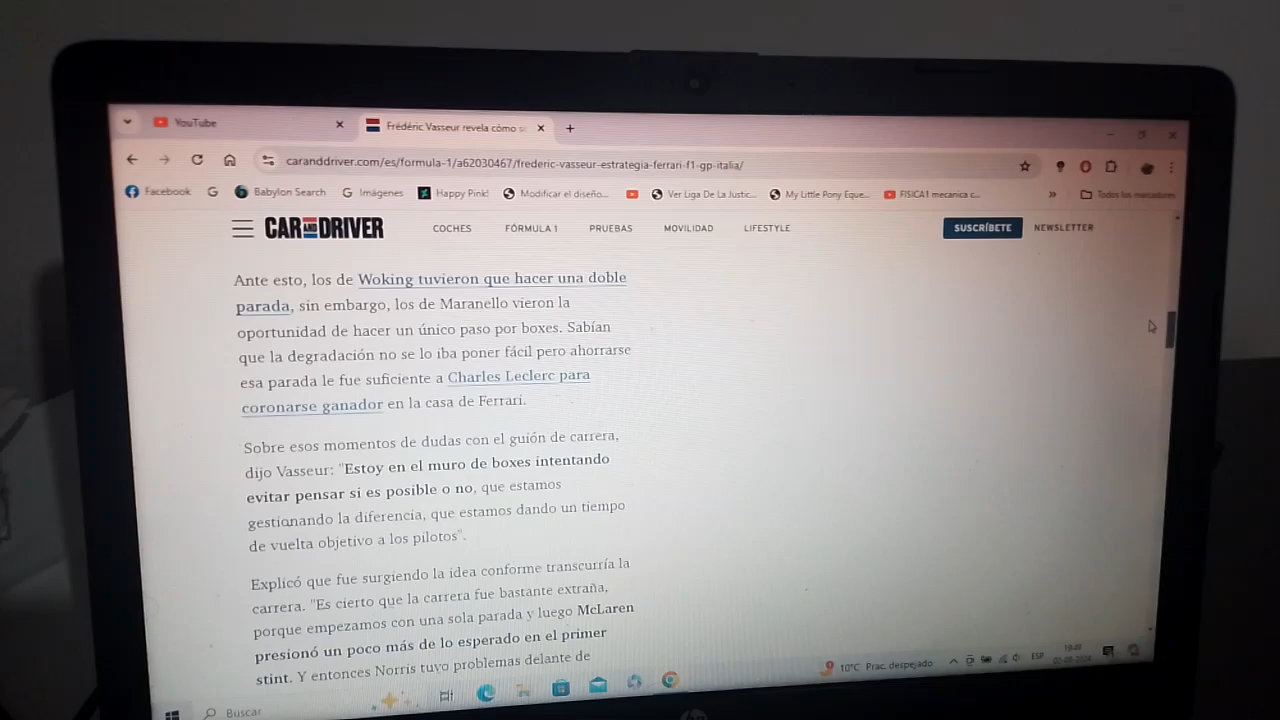 YouTube
Frédéric Vasseur revela cómo s
caranddriver.com/es/formula-1/a62030467/frederic-vasseur-estrategia-ferrari-f1-gp-italia/
Facebook
Babylon Search
Imágenes
Happy Pink!
Modificar el diseño...
Ver Liga De La Justic...
My Little Pony Eque...
FISICA1 mecanica c...
»
Todos los marcadores
CAR AND DRIVER
COCHES
FÓRMULA 1
PRUEBAS
MOVILIDAD
LIFESTYLE
SUSCRÍBETE
NEWSLETTER
Ante esto, los de Woking tuvieron que hacer una doble
parada, sin embargo, los de Maranello vieron la
oportunidad de hacer un único paso por boxes. Sabían
que la degradación no se lo iba poner fácil pero ahorrarse
esa parada le fue suficiente a Charles Leclerc para
coronarse ganador en la casa de Ferrari.
Sobre esos momentos de dudas con el guión de carrera,
dijo Vasseur: "Estoy en el muro de boxes intentando
evitar pensar si es posible o no, que estamos
gestionando la diferencia, que estamos dando un tiempo
de vuelta objetivo a los pilotos".
Explicó que fue surgiendo la idea conforme transcurría la
carrera. "Es cierto que la carrera fue bastante extraña,
porque empezamos con una sola parada y luego McLaren
presionó un poco más de lo esperado en el primer
stint. Y entonces Norris tuvo problemas delante de
Buscar
10°C Prac. despejado
ESP
hp